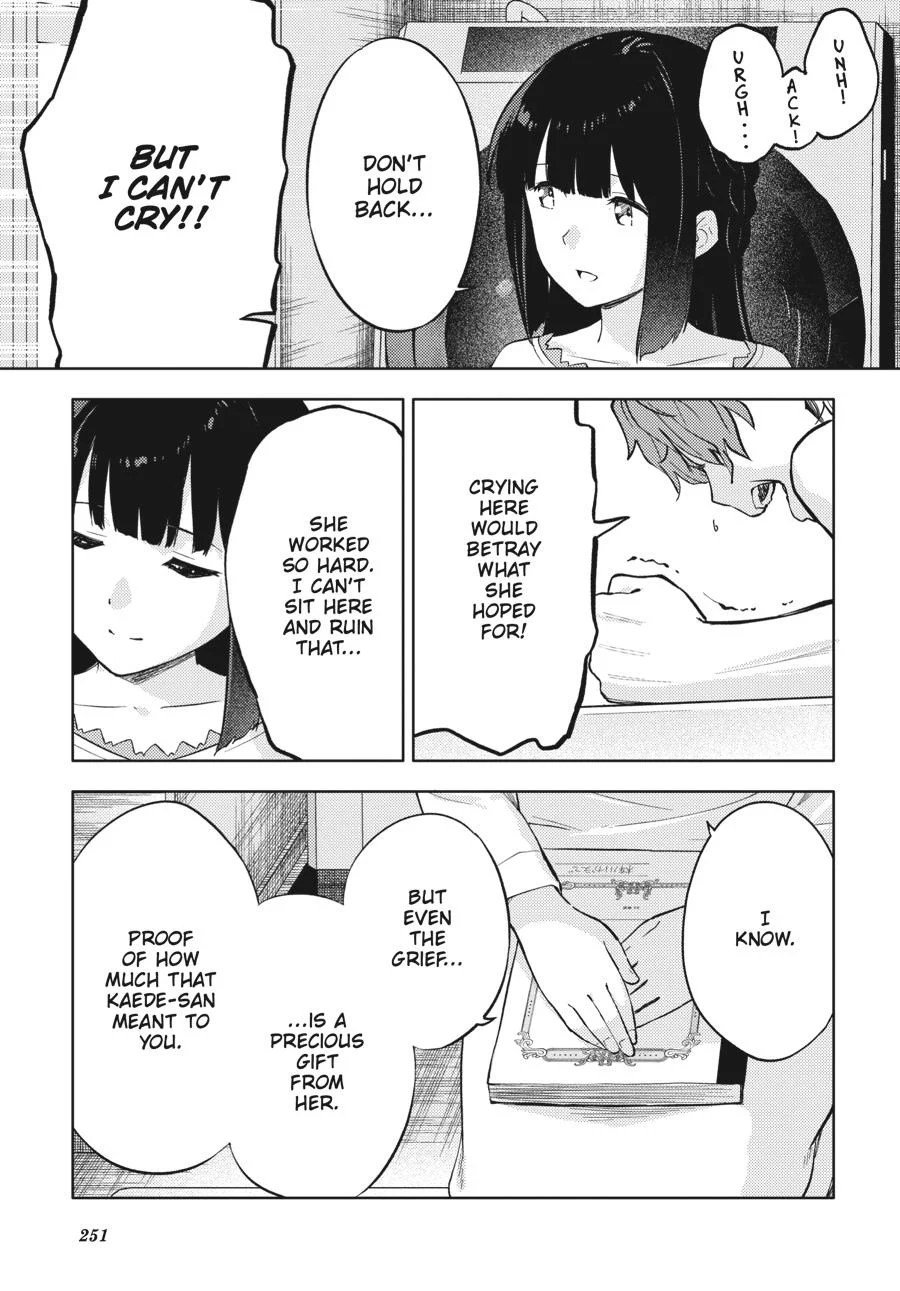 UNH!
ACK!
URGH...
DON'T
HOLD
BACK...
BUT
I CAN'T
CRY!!
CRYING
HERE
WOULD
BETRAY
WHAT
SHE
HOPED
FOR!
SHE
WORKED
SO HARD.
I CAN'T
SIT HERE
AND RUIN
THAT...
I
KNOW.
BUT
EVEN
THE
GRIEF...
...IS A
PRECIOUS
GIFT
FROM
HER.
PROOF
OF HOW
MUCH THAT
KAEDE-SAN
MEANT TO
YOU.
251